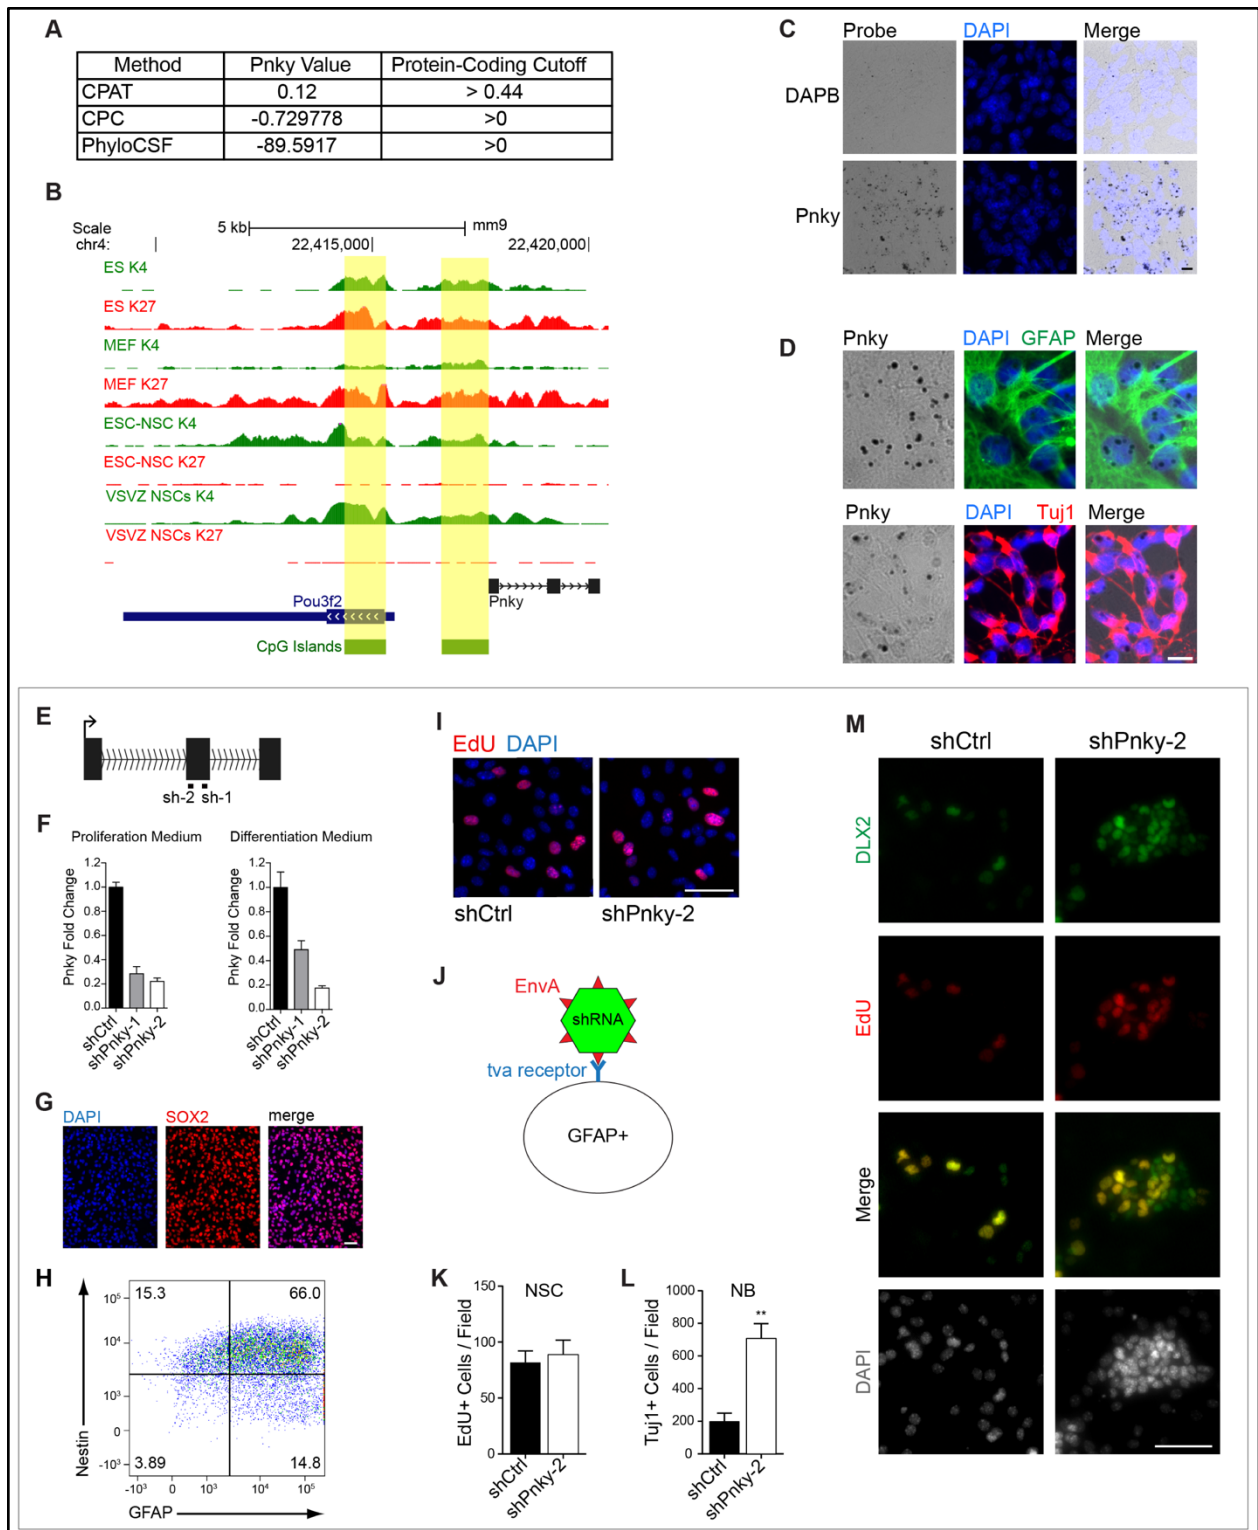 A
Method Pnky Value Protein-Coding Cutoff
CPAT 0.12 > 0.44
CPC -0.729778 >0
PhyloCSF -89.5917 >0
B
Scale 5 kb mm9
chr4: 22,415,000 22,420,000
ES K4
ES K27
MEF K4
MEF K27
ESC-NSC K4
ESC-NSC K27
VSVZ NSCs K4
VSVZ NSCs K27
Pou3f2 Pnky
CpG Islands
C
Probe DAPI Merge
DAPB
Pnky
D
Pnky DAPI GFAP Merge
Pnky DAPI Tuj1 Merge
E
sh-2 sh-1
F
Proliferation Medium Differentiation Medium
Pnky Fold Change
1.2
1.0
0.8
0.6
0.4
0.2
0.0
shCtrl
shPnky-1
shPnky-2
Pnky Fold Change
1.2
1.0
0.8
0.6
0.4
0.2
0.0
shCtrl
shPnky-1
shPnky-2
G
DAPI SOX2 merge
H
15.3 66.0
3.89 14.8
Nestin
10⁵
10⁴
10³
0
-10³
-10³ 0 10³ 10⁴ 10⁵
GFAP
I
EdU DAPI
shCtrl shPnky-2
J
EnvA
shRNA
tva receptor
GFAP+
K
NSC
EdU+ Cells / Field
150
100
50
0
shCtrl
shPnky-2
L
NB
Tuj1+ Cells / Field
1000
800
600
400
200
0
**
shCtrl
shPnky-2
M
shCtrl shPnky-2
DLX2
EdU
Merge
DAPI